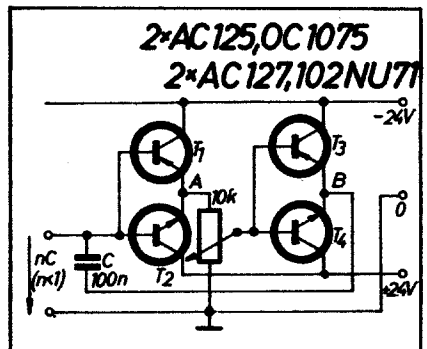 2×AC125,OC1075
2×AC127,102NU71
-24V
T1
T3
A
B
10k
0
T2
T4
nC
(n<1)
C
100n
+24V